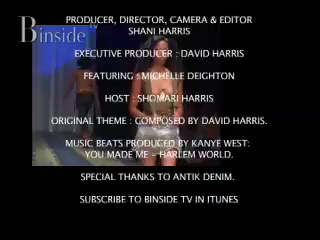 Binside
PRODUCER, DIRECTOR, CAMERA & EDITOR
SHANI HARRIS
EXECUTIVE PRODUCER : DAVID HARRIS
FEATURING : MICHELLE DEIGHTON
HOST : SHOMARI HARRIS
ORIGINAL THEME : COMPOSED BY DAVID HARRIS.
MUSIC BEATS PRODUCED BY KANYE WEST:
YOU MADE ME - HARLEM WORLD.
SPECIAL THANKS TO ANTIK DENIM.
SUBSCRIBE TO BINSIDE TV IN ITUNES